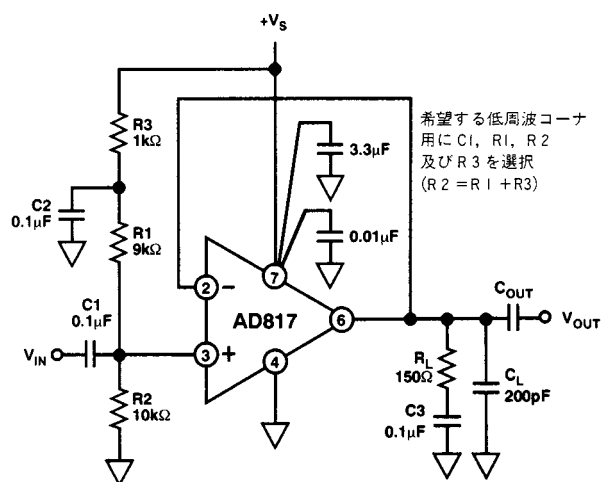 +VS
R3
1kΩ
C2
0.1µF
R1
9kΩ
3.3µF
0.01µF
希望する低周波コーナ
用にC1, R1, R2
及びR3を選択
(R2=R1+R3)
C1
0.1µF
VIN
R2
10kΩ
2
−
3
+
7
AD817
4
6
COUT
VOUT
RL
150Ω
C3
0.1µF
CL
200pF